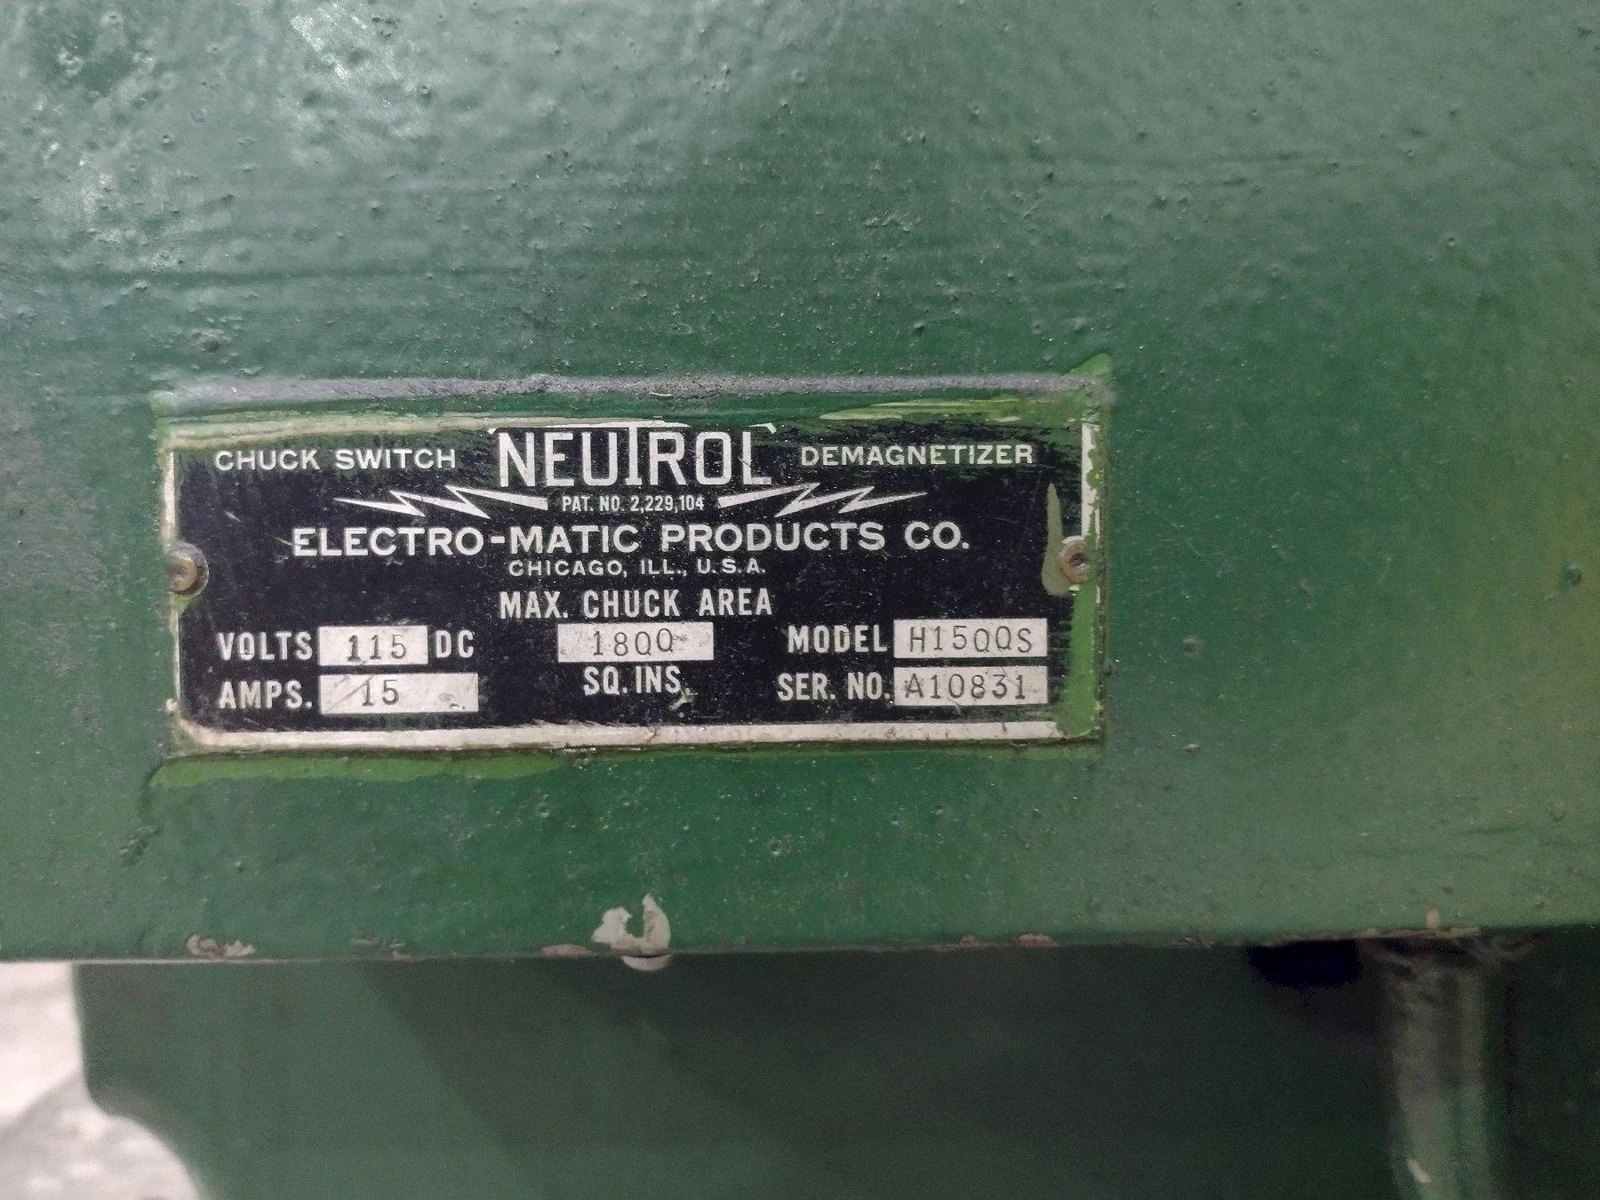 CHUCK SWITCH NEUTROL DEMAGNETIZER
PAT. NO. 2,229,104
ELECTRO-MATIC PRODUCTS CO.
CHICAGO, ILL., U.S.A.
MAX. CHUCK AREA
VOLTS 115 DC 1800 MODEL H1500S
AMPS. 15 SQ. INS. SER. NO. A10831